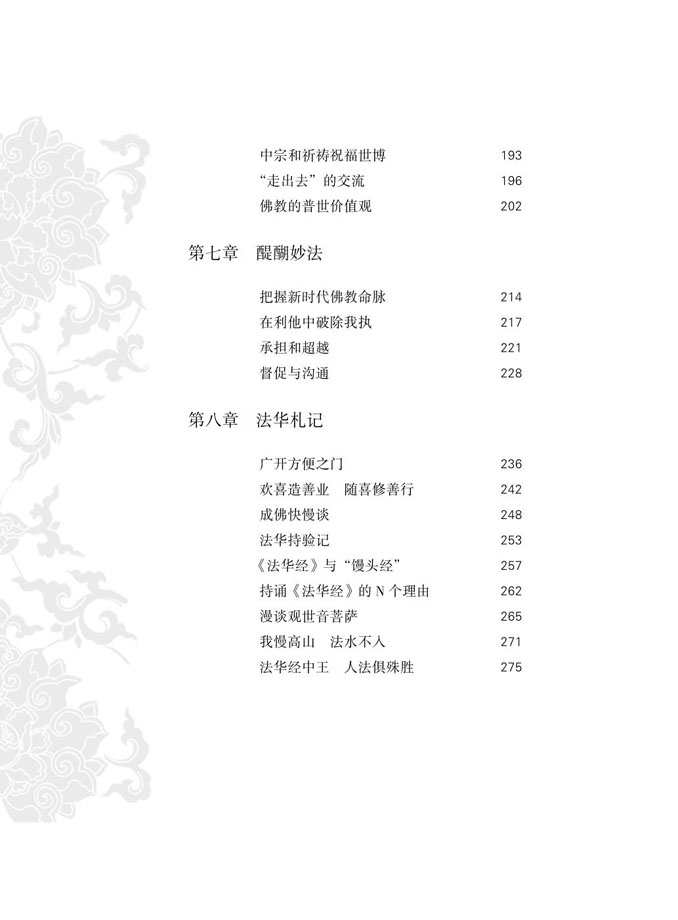 中宗和祈祷祝福世博 193
“走出去”的交流 196
佛教的普世价值观 202
第七章 醍醐妙法
把握新时代佛教命脉 214
在利他中破除我执 217
承担和超越 221
督促与沟通 228
第八章 法华札记
广开方便之门 236
欢喜造善业 随喜修善行 242
成佛快慢谈 248
法华持验记 253
《法华经》与“馒头经” 257
持诵《法华经》的 N 个理由 262
漫谈观世音菩萨 265
我慢高山 法水不入 271
法华经中王 人法俱殊胜 275